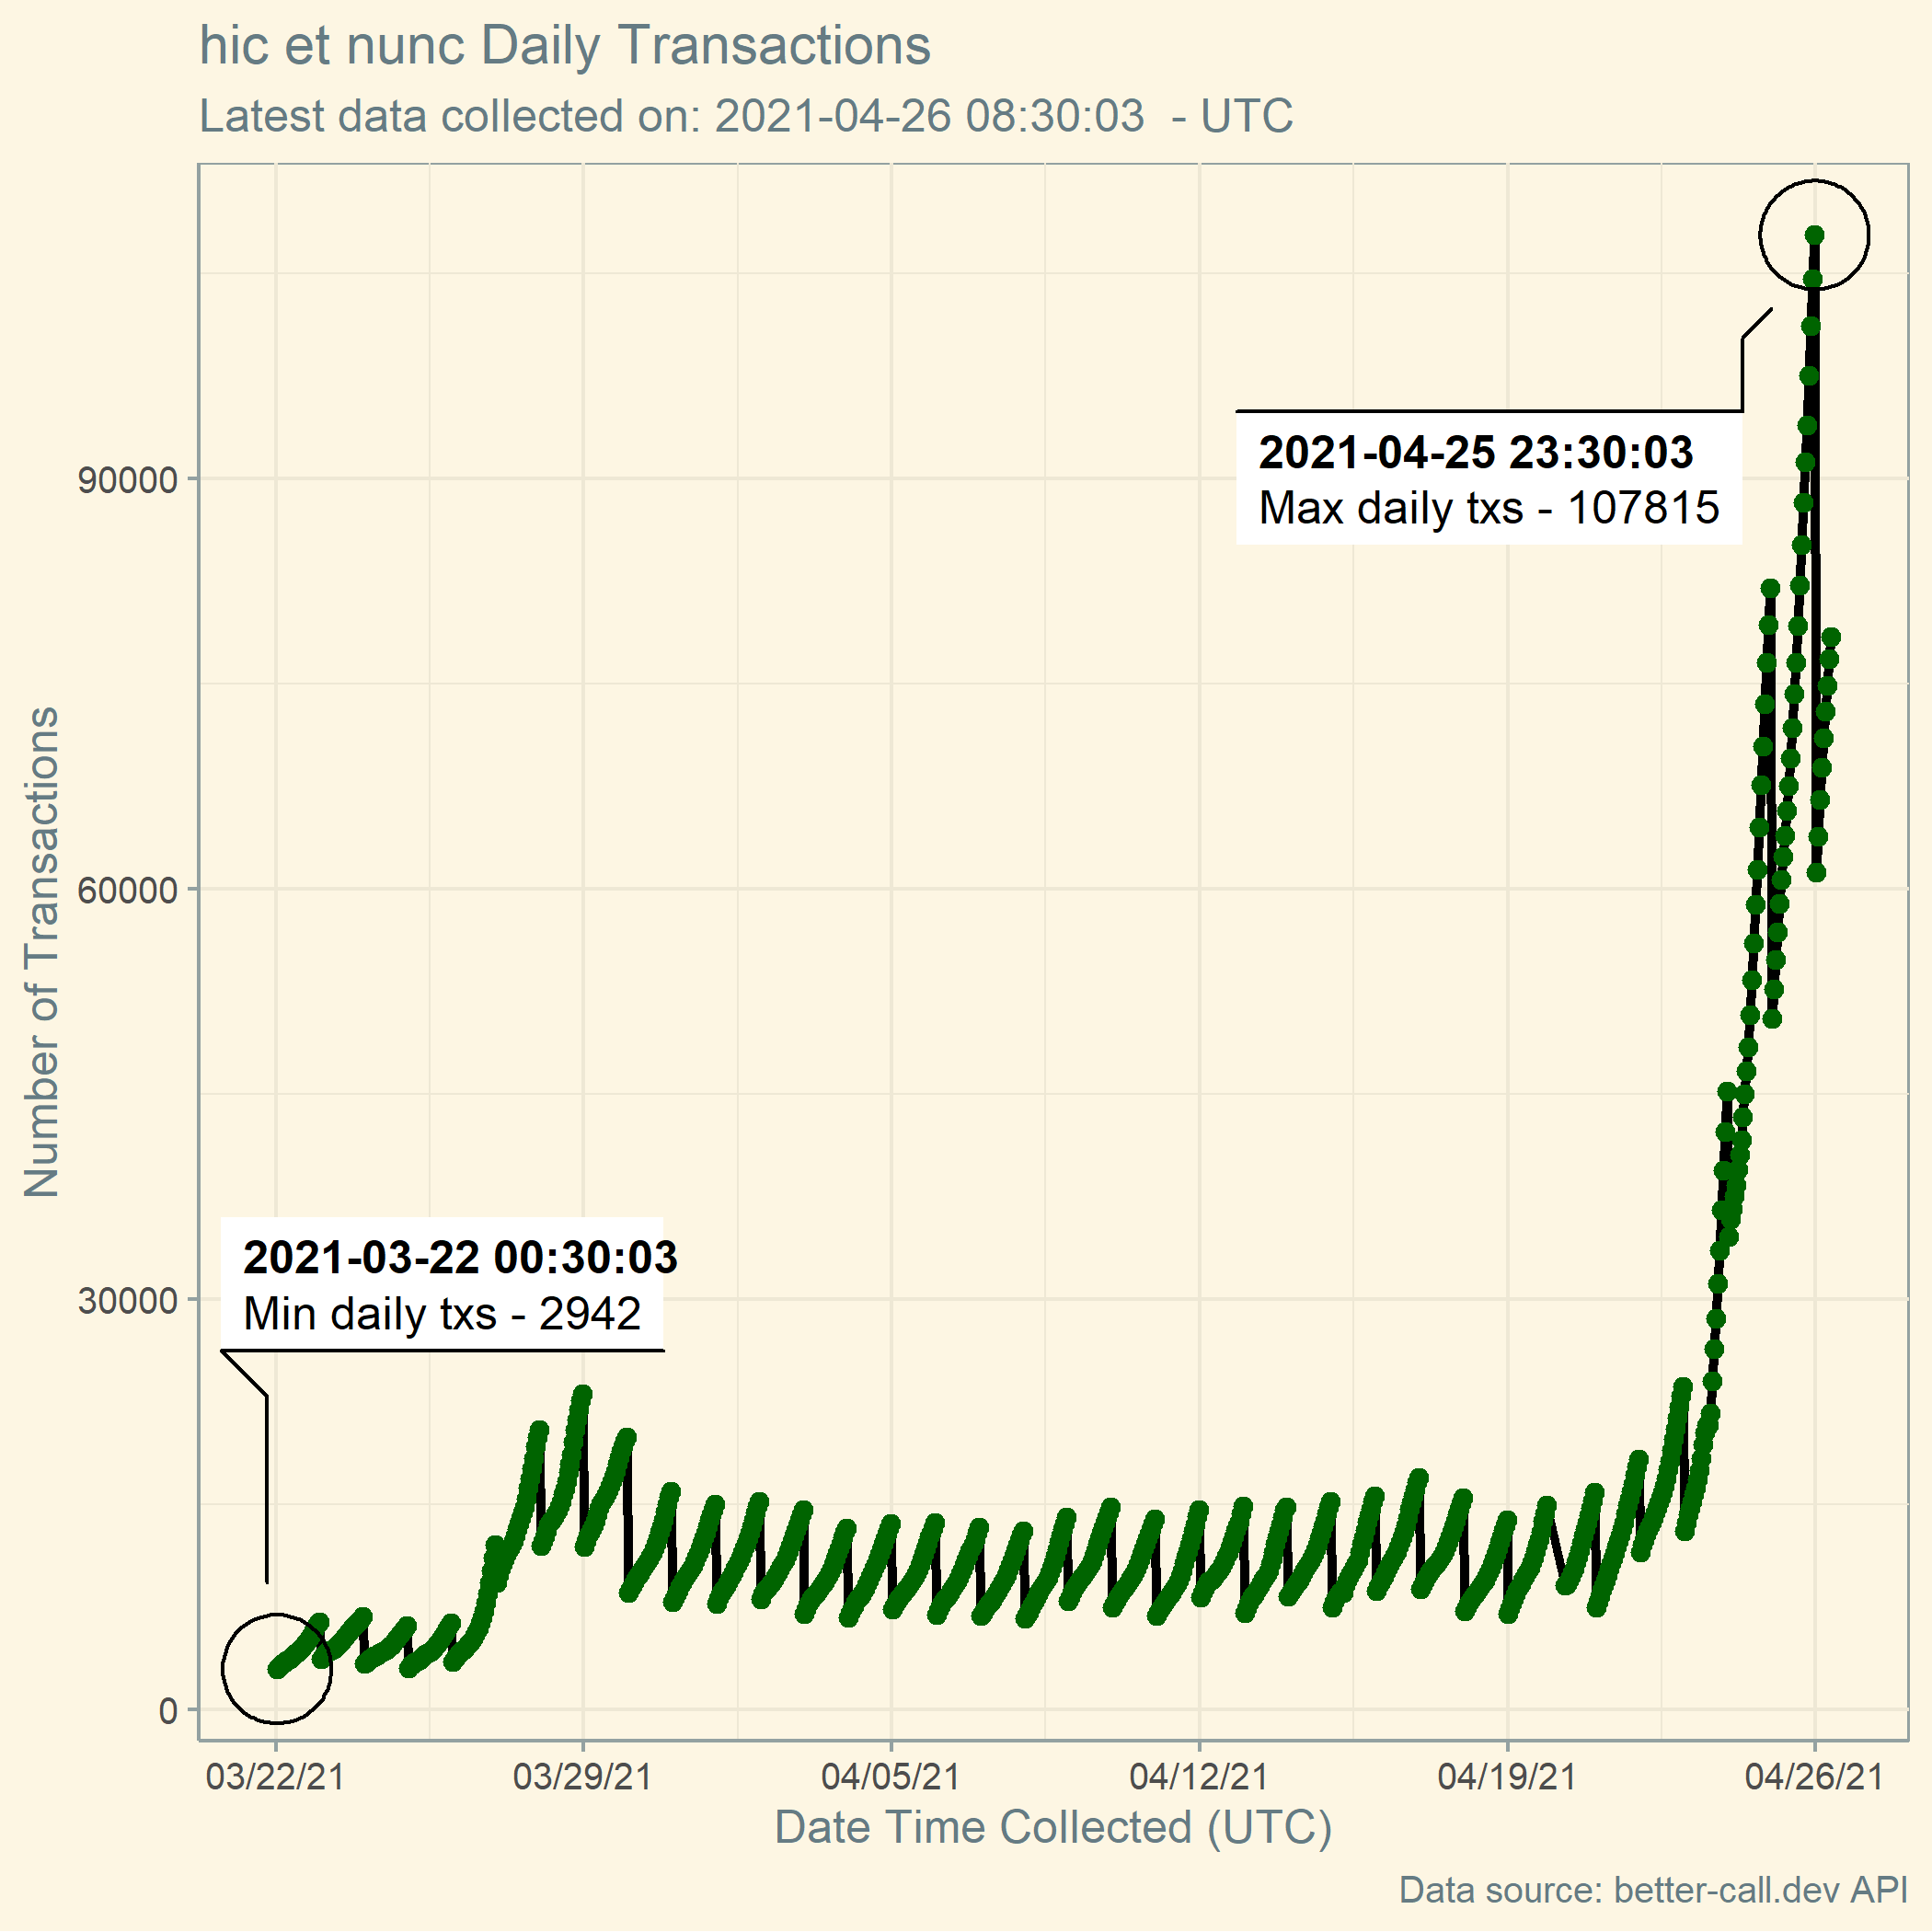 hic et nunc Daily Transactions
Latest data collected on: 2021-04-26 08:30:03  - UTC
Number of Transactions
90000
60000
30000
0
2021-04-25 23:30:03
Max daily txs - 107815
2021-03-22 00:30:03
Min daily txs - 2942
03/22/21 03/29/21 04/05/21 04/12/21 04/19/21 04/26/21
Date Time Collected (UTC)
Data source: better-call.dev API